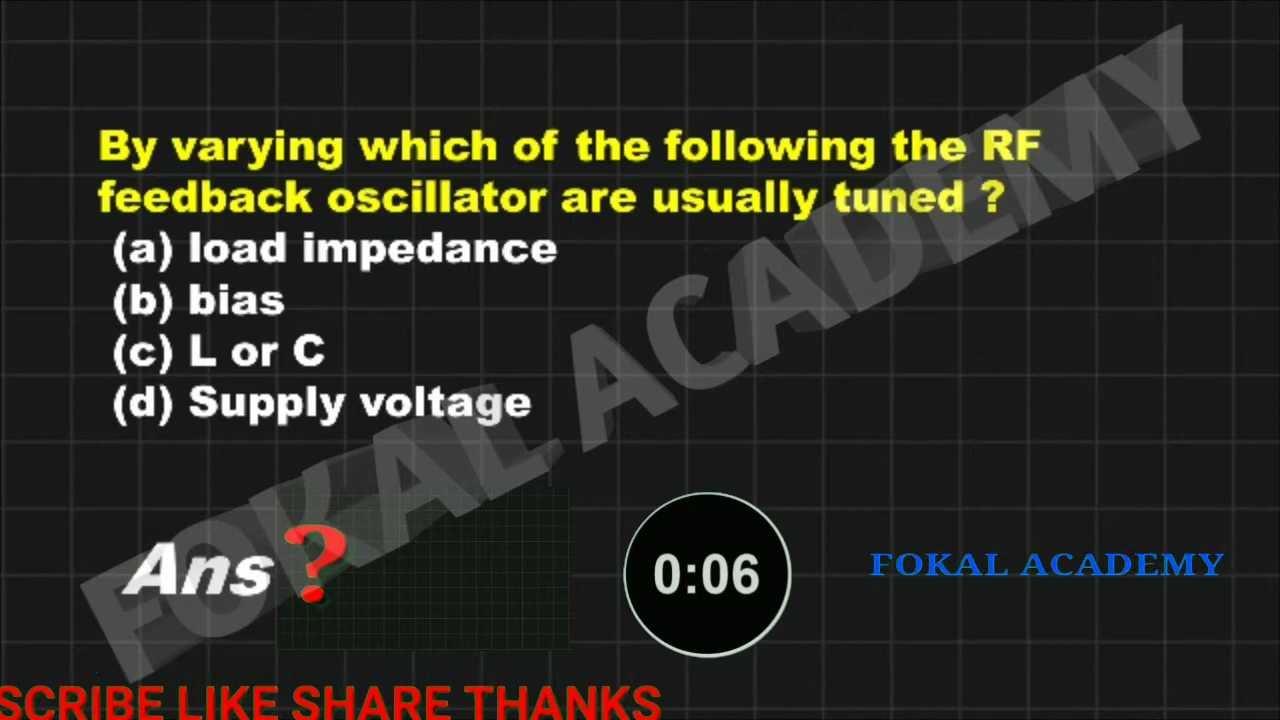 By varying which of the following the RF
feedback oscillator are usually tuned ?
(a) load impedance
(b) bias
(c) L or C
(d) Supply voltage
FOKAL ACADEMY
Ans ?
0:06
FOKAL ACADEMY
SCRIBE LIKE SHARE THANKS